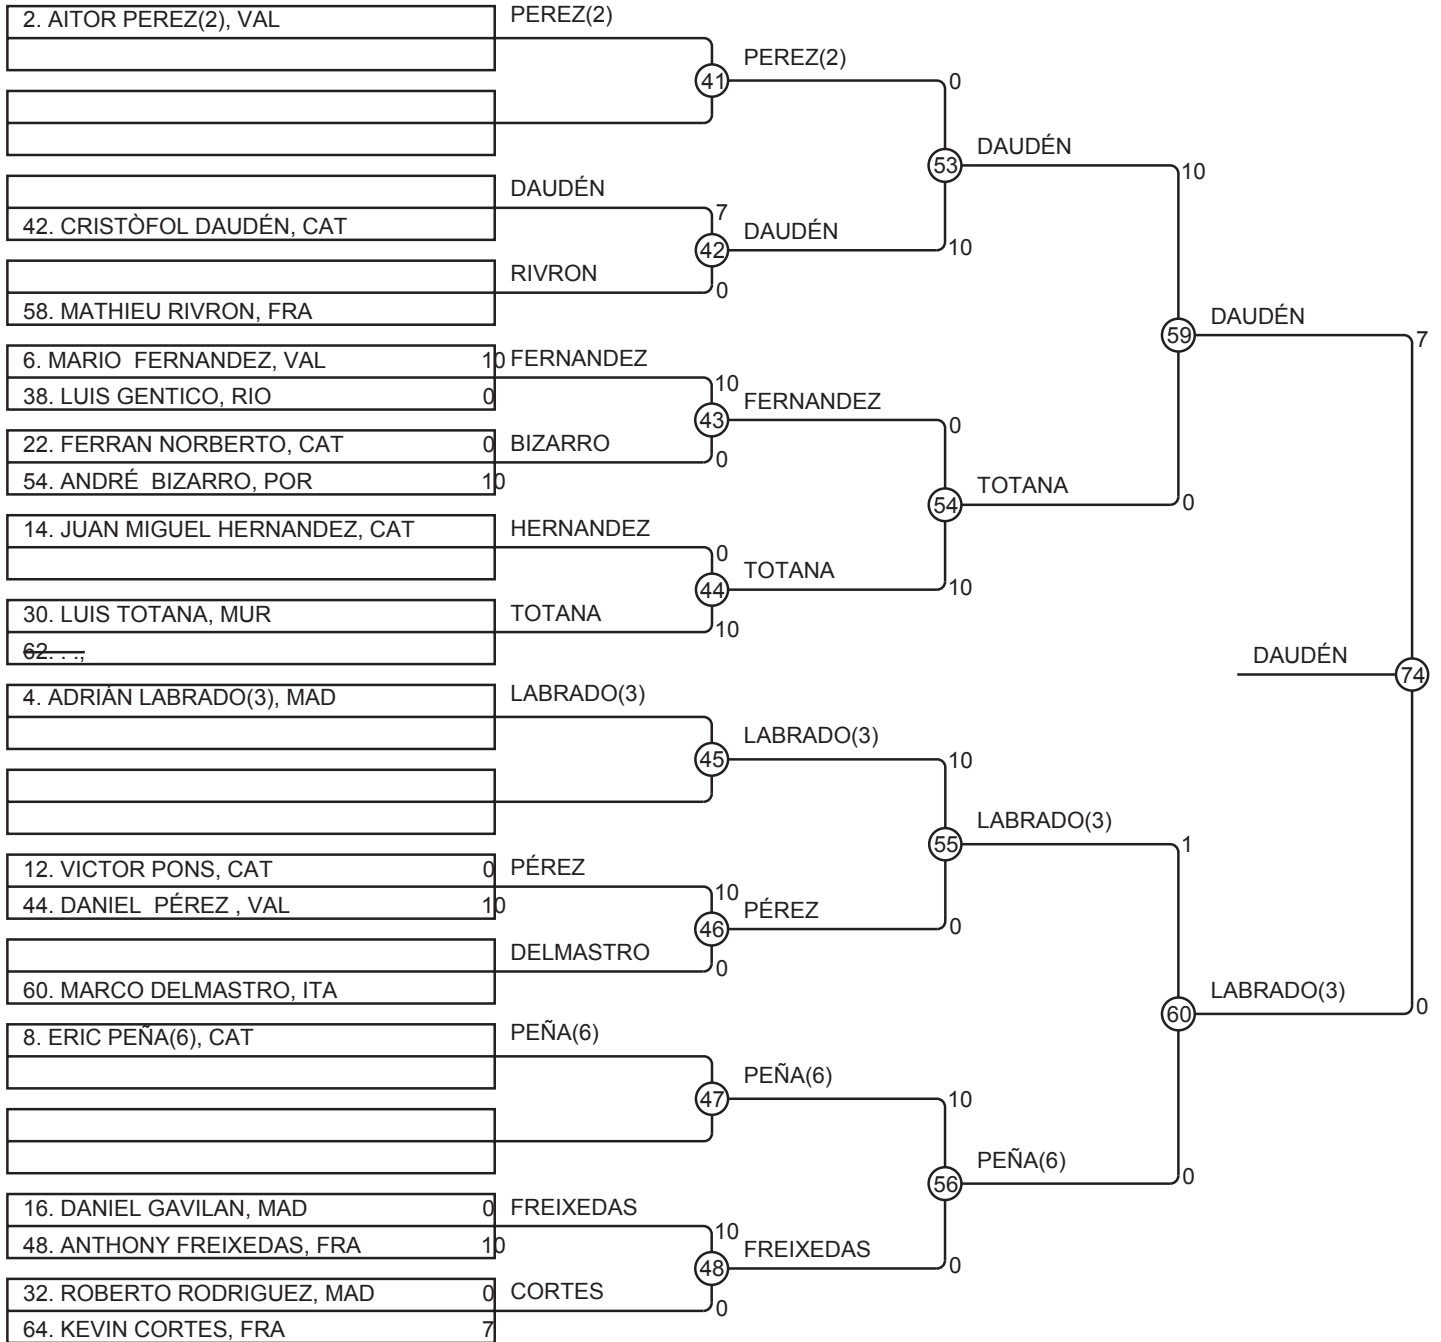 2. AITOR PEREZ(2), VAL
PEREZ(2)
41
PEREZ(2)
0
53
DAUDÉN
10
DAUDÉN
7
42. CRISTÒFOL DAUDÉN, CAT
42
DAUDÉN
10
RIVRON
0
58. MATHIEU RIVRON, FRA
59
DAUDÉN
7
6. MARIO  FERNANDEZ, VAL 10
FERNANDEZ
10
38. LUIS GENTICO, RIO 0
43
FERNANDEZ
0
22. FERRAN NORBERTO, CAT 0
BIZARRO
0
54. ANDRÉ  BIZARRO, POR 10
54
TOTANA
0
14. JUAN MIGUEL HERNANDEZ, CAT
HERNANDEZ
0
44
TOTANA
10
30. LUIS TOTANA, MUR
TOTANA
10
62. . .,
DAUDÉN
74
4. ADRIÁN LABRADO(3), MAD
LABRADO(3)
45
LABRADO(3)
10
55
LABRADO(3)
1
12. VICTOR PONS, CAT 0
PÉREZ
10
44. DANIEL  PÉREZ , VAL 10
46
PÉREZ
0
DELMASTRO
0
60. MARCO DELMASTRO, ITA
60
LABRADO(3)
0
8. ERIC PEÑA(6), CAT
PEÑA(6)
47
PEÑA(6)
10
56
PEÑA(6)
0
16. DANIEL GAVILAN, MAD 0
FREIXEDAS
10
48. ANTHONY FREIXEDAS, FRA 10
48
FREIXEDAS
0
32. ROBERTO RODRIGUEZ, MAD 0
CORTES
0
64. KEVIN CORTES, FRA 7